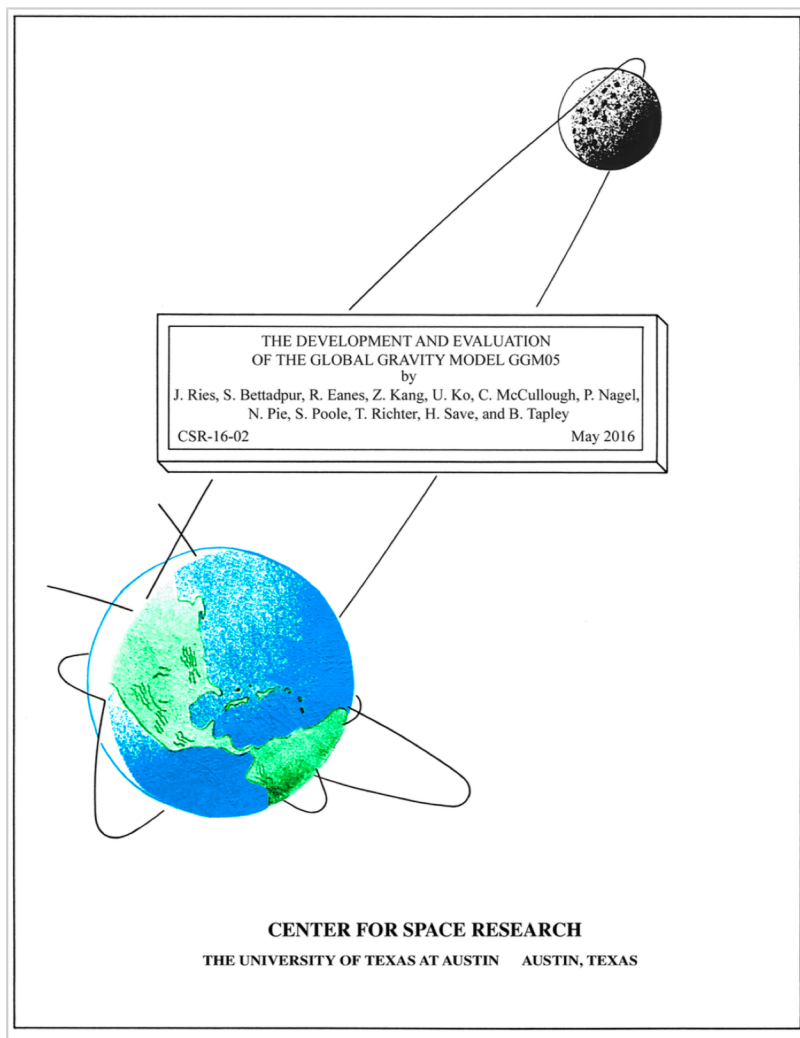 THE DEVELOPMENT AND EVALUATION
OF THE GLOBAL GRAVITY MODEL GGM05
by
J. Ries, S. Bettadpur, R. Eanes, Z. Kang, U. Ko, C. McCullough, P. Nagel,
N. Pie, S. Poole, T. Richter, H. Save, and B. Tapley
CSR-16-02 May 2016
CENTER FOR SPACE RESEARCH
THE UNIVERSITY OF TEXAS AT AUSTIN AUSTIN, TEXAS